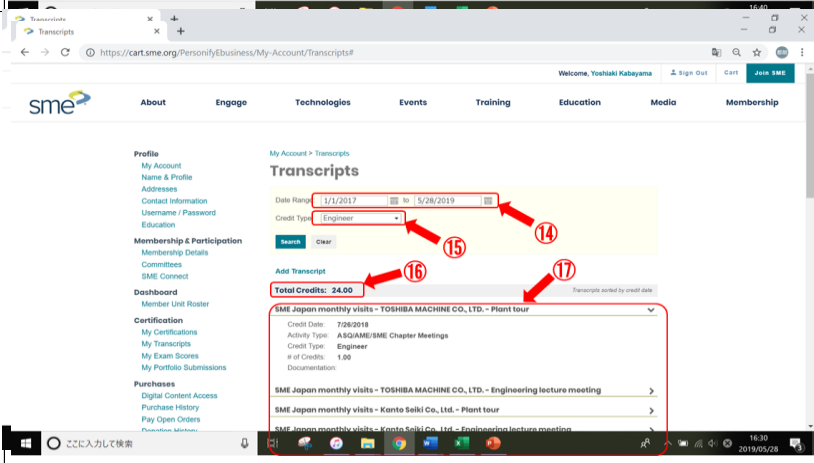 16:40
Transcripts
Transcripts
https://cart.sme.org/PersonifyEbusiness/My-Account/Transcripts#
Welcome, Yoshiaki Kabayama
Sign Out
Cart
Join SME
sme
About
Engage
Technologies
Events
Training
Education
Media
Membership
Profile
My Account
Name & Profile
Addresses
Contact Information
Username / Password
Education
Membership & Participation
Membership Details
Committees
SME Connect
Dashboard
Member Unit Roster
Certification
My Certifications
My Transcripts
My Exam Scores
My Portfolio Submissions
Purchases
Digital Content Access
Purchase History
Pay Open Orders
Donation History
My Account > Transcripts
Transcripts
Date Range 1/1/2017 to 5/28/2019
⑭
Credit Type Engineer
⑮
Search Clear
Add Transcript
⑯
⑰
Total Credits: 24.00
Transcripts sorted by credit date
SME Japan monthly visits - TOSHIBA MACHINE CO., LTD. - Plant tour
Credit Date: 7/26/2018
Activity Type: ASQ/AME/SME Chapter Meetings
Credit Type: Engineer
# of Credits: 1.00
Documentation:
SME Japan monthly visits - TOSHIBA MACHINE CO., LTD. - Engineering lecture meeting
SME Japan monthly visits - Kanto Seiki Co., Ltd. - Plant tour
SME Japan monthly visits - Kanto Seiki Co., Ltd. - Engineering lecture meeting
ここに入力して検索
16:30
2019/05/28
3